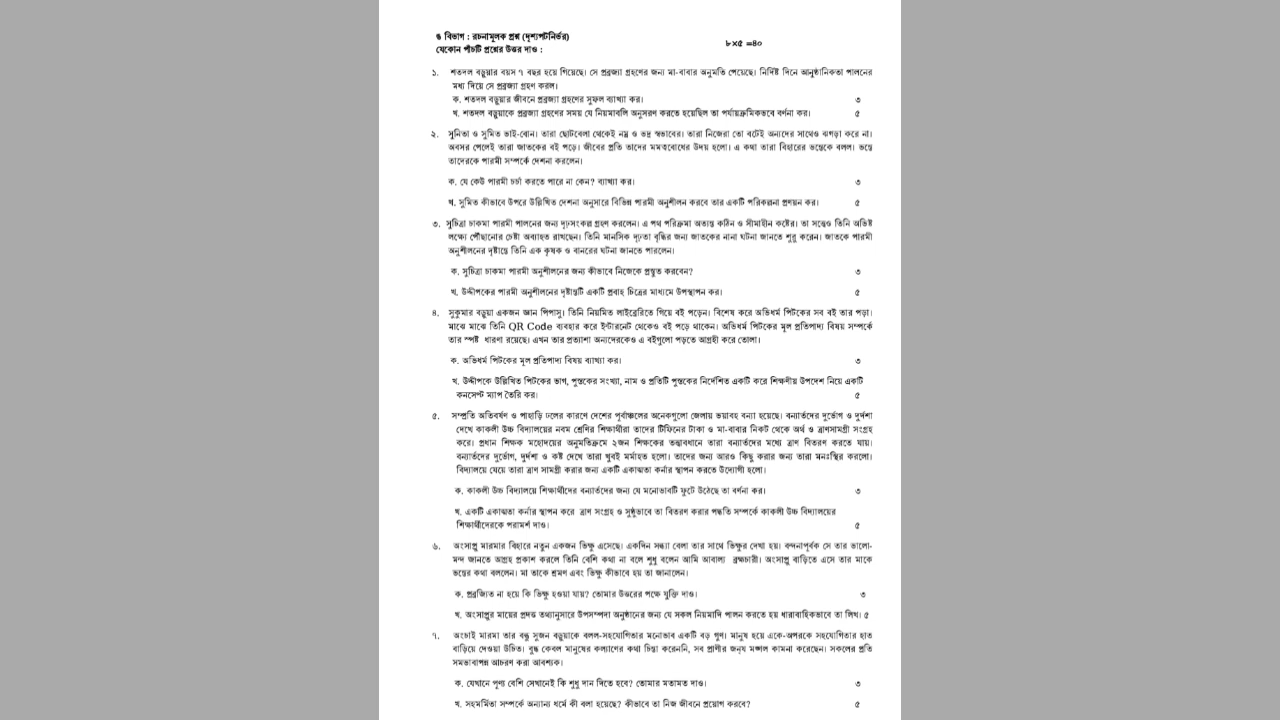 ঙ বিভাগ : রচনামূলক প্রশ্ন (দৃশ্যপটনির্ভর)
৮×৫ =৪০
যেকোন পাঁচটি প্রশ্নের উত্তর দাও :
১. শতদল বড়ুয়ার বয়স ৭ বছর হয়ে গিয়েছে। সে প্রব্রজ্যা গ্রহণের জন্য মা-বাবার অনুমতি পেয়েছে। নির্দিষ্ট দিনে আনুষ্ঠানিকতা পালনের
মধ্য দিয়ে সে প্রব্রজ্যা গ্রহণ করল।
ক. শতদল বড়ুয়ার জীবনে প্রব্রজ্যা গ্রহণের সুফল ব্যাখ্যা কর। ৩
খ. শতদল বড়ুয়াকে প্রব্রজ্যা গ্রহণের সময় যে নিয়মাবলি অনুসরণ করতে হয়েছিল তা পর্যায়ক্রমিকভবে বর্ণনা কর। ৫
২. সুনিতা ও সুমিত ভাই-বোন। তারা ছোটবেলা থেকেই নম্র ও ভদ্র স্বভাবের। তারা নিজেরা তো বটেই অন্যদের সাথেও ঝগড়া করে না।
অবসর পেলেই তারা জাতকের বই পড়ে। জীবের প্রতি তাদের মমত্ববোধের উদয় হলো। এ কথা তারা বিহারের ভন্তেকে বলল। ভন্তে
তাদেরকে পারমী সম্পর্কে দেশনা করলেন।
ক. যে কেউ পারমী চর্চা করতে পারে না কেন? ব্যাখ্যা কর। ৩
খ. সুমিত কীভাবে উপরে উল্লিখিত দেশনা অনুসারে বিভিন্ন পারমী অনুশীলন করবে তার একটি পরিকল্পনা প্রণয়ন কর। ৫
৩. সুচিত্রা চাকমা পারমী পালনের জন্য দৃঢ়সংকল্প গ্রহণ করলেন। এ পথ পরিক্রমা অত্যন্ত কঠিন ও সীমাহীন কষ্টের। তা সত্ত্বেও তিনি অভিষ্ট
লক্ষ্যে পৌঁছানোর চেষ্টা অব্যাহত রাখছেন। তিনি মানসিক দৃঢ়তা বৃদ্ধির জন্য জাতকের নানা ঘটনা জানতে শুরু করেন। জাতকে পারমী
অনুশীলনের দৃষ্টান্তে তিনি এক কৃষক ও বানরের ঘটনা জানতে পারলেন।
ক. সুচিত্রা চাকমা পারমী অনুশীলনের জন্য কীভাবে নিজেকে প্রস্তুত করবেন? ৩
খ. উদ্দীপকের পারমী অনুশীলনের দৃষ্টান্তটি একটি প্রবাহ চিত্রের মাধ্যমে উপস্থাপন কর। ৫
৪. সুকুমার বড়ুয়া একজন জ্ঞান পিপাসু। তিনি নিয়মিত লাইব্রেরিতে গিয়ে বই পড়েন। বিশেষ করে অভিধর্ম পিটকের সব বই তার পড়া।
মাঝে মাঝে তিনি QR Code ব্যবহার করে ইন্টারনেট থেকেও বই পড়ে থাকেন। অভিধর্ম পিটকের মূল প্রতিপাদ্য বিষয় সম্পর্কে
তার স্পষ্ট ধারণা রয়েছে। এখন তার প্রত্যাশা অন্যদেরকেও এ বইগুলো পড়তে আগ্রহী করে তোলা।
ক. অভিধর্ম পিটকের মূল প্রতিপাদ্য বিষয় ব্যাখ্যা কর। ৩
খ. উদ্দীপকে উল্লিখিত পিটকের ভাগ, পুস্তকের সংখ্যা, নাম ও প্রতিটি পুস্তকের নির্দেশিত একটি করে শিক্ষণীয় উপদেশ নিয়ে একটি
কনসেপ্ট ম্যাপ তৈরি কর। ৫
৫. সম্প্রতি অতিবর্ষণ ও পাহাড়ি ঢলের কারণে দেশের পূর্বাঞ্চলের অনেকগুলো জেলায় ভয়াবহ বন্যা হয়েছে। বন্যার্তদের দুর্ভোগ ও দুর্দশা
দেখে কাকলী উচ্চ বিদ্যালয়ের নবম শ্রেণির শিক্ষার্থীরা তাদের টিফিনের টাকা ও মা-বাবার নিকট থেকে অর্থ ও ত্রাণসামগ্রী সংগ্রহ
করে। প্রধান শিক্ষক মহোদয়ের অনুমতিক্রমে ২জন শিক্ষকের তত্ত্বাবধানে তারা বন্যার্তদের মধ্যে ত্রাণ বিতরণ করতে যায়।
বন্যার্তদের দুর্ভোগ, দুর্দশা ও কষ্ট দেখে তারা খুবই মর্মাহত হলো। তাদের জন্য আরও কিছু করার জন্য তারা মনঃস্থির করলো।
বিদ্যালয়ে যেয়ে তারা ত্রাণ সামগ্রী করার জন্য একটি একাত্মতা কর্নার স্থাপন করতে উদ্যোগী হলো।
ক. কাকলী উচ্চ বিদ্যালয়ে শিক্ষার্থীদের বন্যার্তদের জন্য যে মনোভাবটি ফুটে উঠেছে তা বর্ণনা কর। ৩
খ. একটি একাত্মতা কর্নার স্থাপন করে ত্রাণ সংগ্রহ ও সুষ্ঠুভাবে তা বিতরণ করার পদ্ধতি সম্পর্কে কাকলী উচ্চ বিদ্যালয়ের
শিক্ষার্থীদেরকে পরামর্শ দাও। ৫
৬. অংসাপ্রু মারমার বিহারে নতুন একজন ভিক্ষু এসেছে। একদিন সন্ধ্যা বেলা তার সাথে ভিক্ষুর দেখা হয়। বন্দনাপূর্বক সে তার ভালো-
মন্দ জানতে আগ্রহ প্রকাশ করলে তিনি বেশি কথা না বলে শুধু বলেন আমি আবাল্য ব্রহ্মচারী। অংসাপ্রু বাড়িতে এসে তার মাকে
ভন্তের কথা বললেন। মা তাকে শ্রমণ এবং ভিক্ষু কীভাবে হয় তা জানালেন।
ক. প্রব্রজ্যিত না হয়ে কি ভিক্ষু হওয়া যায়? তোমার উত্তরের পক্ষে যুক্তি দাও। ৩
খ. অংসাপ্রুর মায়ের প্রদত্ত তথ্যানুসারে উপসম্পদা অনুষ্ঠানের জন্য যে সকল নিয়মাদি পালন করতে হয় ধারাবাহিকভাবে তা লিখ। ৫
৭. অংচাই মারমা তার বন্ধু সুজন বড়ুয়াকে বলল-সহযোগিতার মনোভাব একটি বড় গুণ। মানুষ হয়ে একে-অপরকে সহযোগিতার হাত
বাড়িয়ে দেওয়া উচিত। বুদ্ধ কেবল মানুষের কল্যাণের কথা চিন্তা করেননি, সব প্রাণীর জন্য মঙ্গল কামনা করেছেন। সকলের প্রতি
সমভাবাপন্ন আচরণ করা আবশ্যক।
ক. যেখানে পূণ্য বেশি সেখানেই কি শুধু দান দিতে হবে? তোমার মতামত দাও। ৩
খ. সহমর্মিতা সম্পর্কে অন্যান্য ধর্মে কী বলা হয়েছে? কীভাবে তা নিজ জীবনে প্রয়োগ করবে? ৫